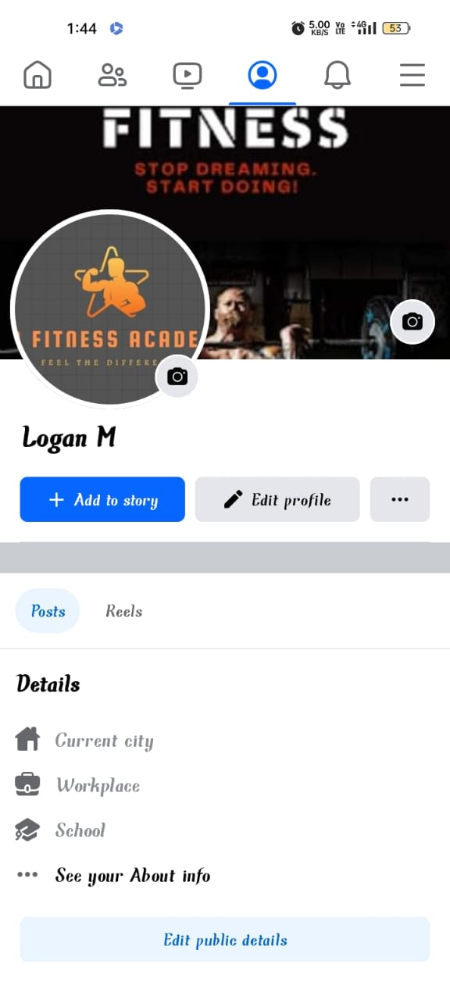 1:44
5.00 KB/S Vo LTE 4G 53
FITNESS
STOP DREAMING.
START DOING!
FITNESS ACADE
FEEL THE DIFFERE
Logan M
+ Add to story
Edit profile
Posts
Reels
Details
Current city
Workplace
School
See your About info
Edit public details